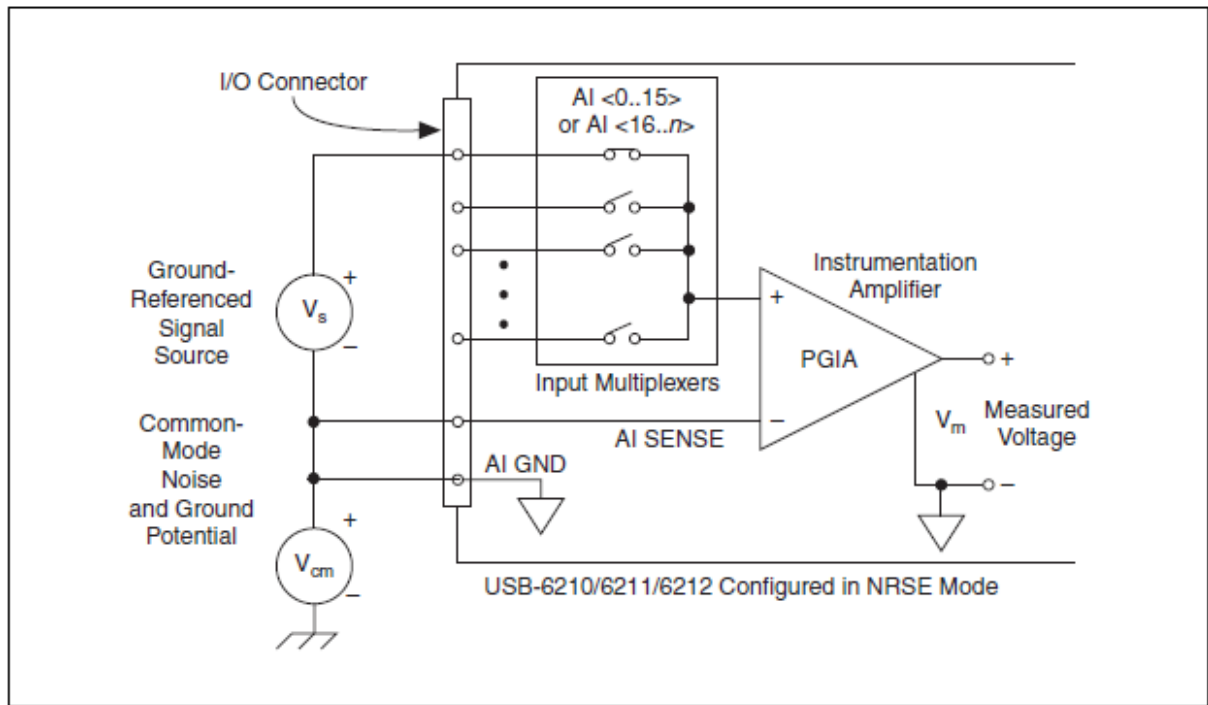 I/O Connector
AI <0..15>
or AI <16..n>
Ground-
Referenced
Signal
Source
+
Vs
−
Instrumentation
Amplifier
+
PGIA
−
+
Input Multiplexers
AI SENSE
Vm
Measured
Voltage
−
Common-
Mode
Noise
and Ground
Potential
AI GND
+
Vcm
−
USB-6210/6211/6212 Configured in NRSE Mode